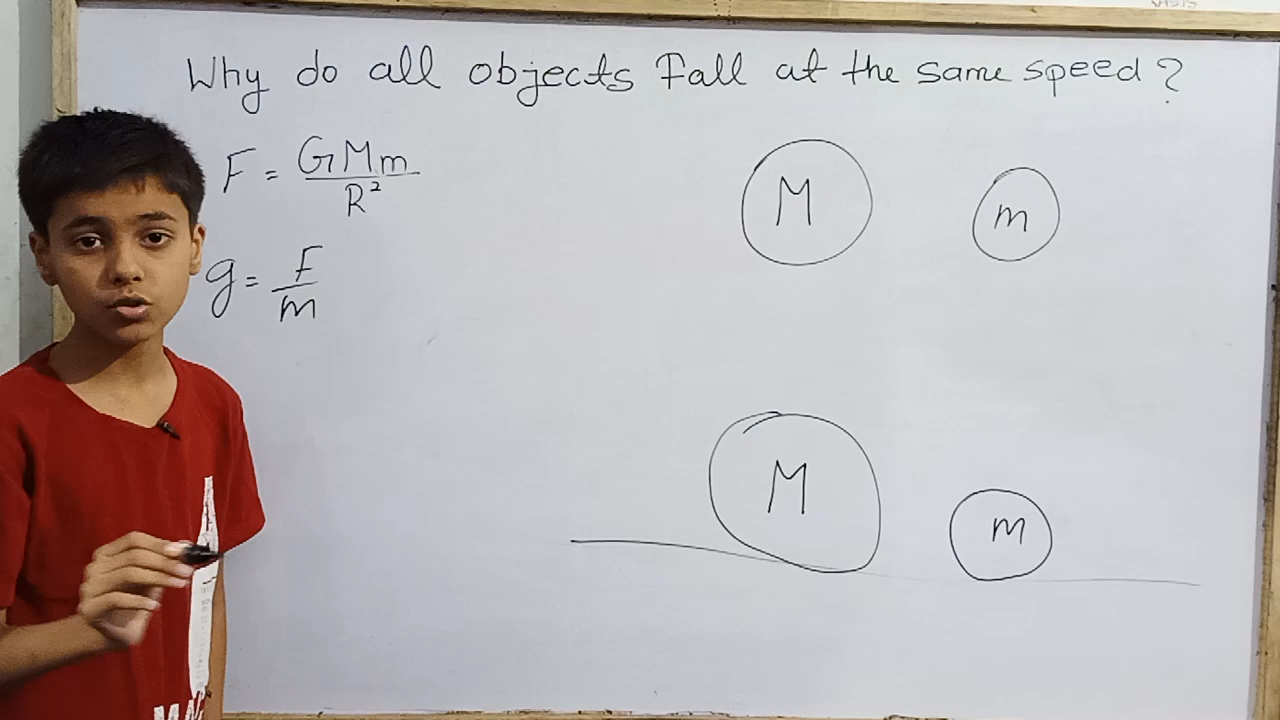 Why do all objects Fall at the same speed?
F = GMm/R²
g = F/m
M
m
M
m